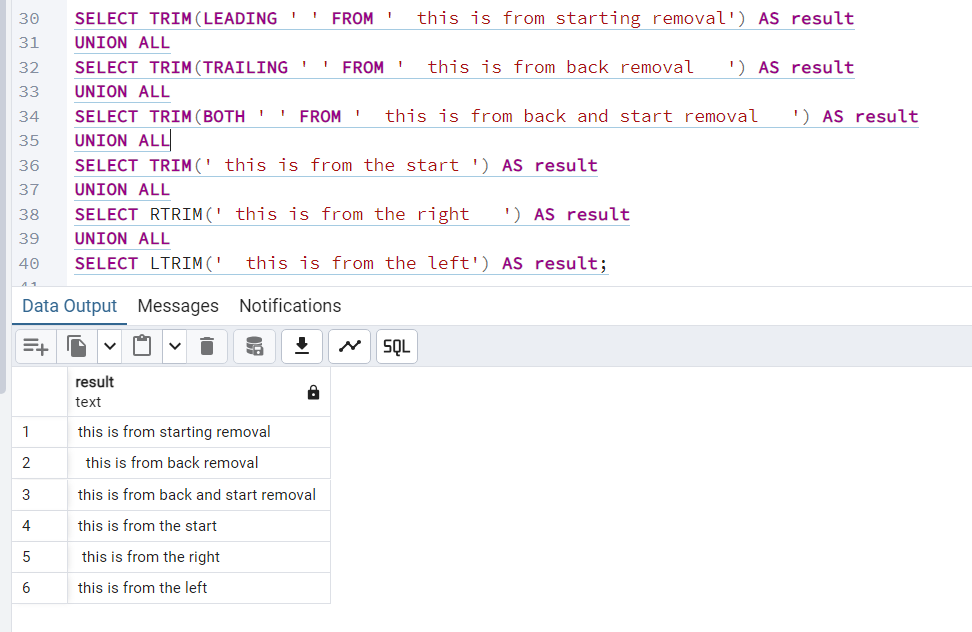 30 SELECT TRIM(LEADING ' ' FROM '  this is from starting removal') AS result
31 UNION ALL
32 SELECT TRIM(TRAILING ' ' FROM '  this is from back removal   ') AS result
33 UNION ALL
34 SELECT TRIM(BOTH ' ' FROM '  this is from back and start removal   ') AS result
35 UNION ALL
36 SELECT TRIM(' this is from the start ') AS result
37 UNION ALL
38 SELECT RTRIM(' this is from the right   ') AS result
39 UNION ALL
40 SELECT LTRIM('  this is from the left') AS result;
Data Output Messages Notifications
SQL
result
text
1 this is from starting removal
2   this is from back removal
3 this is from back and start removal
4 this is from the start
5  this is from the right
6 this is from the left